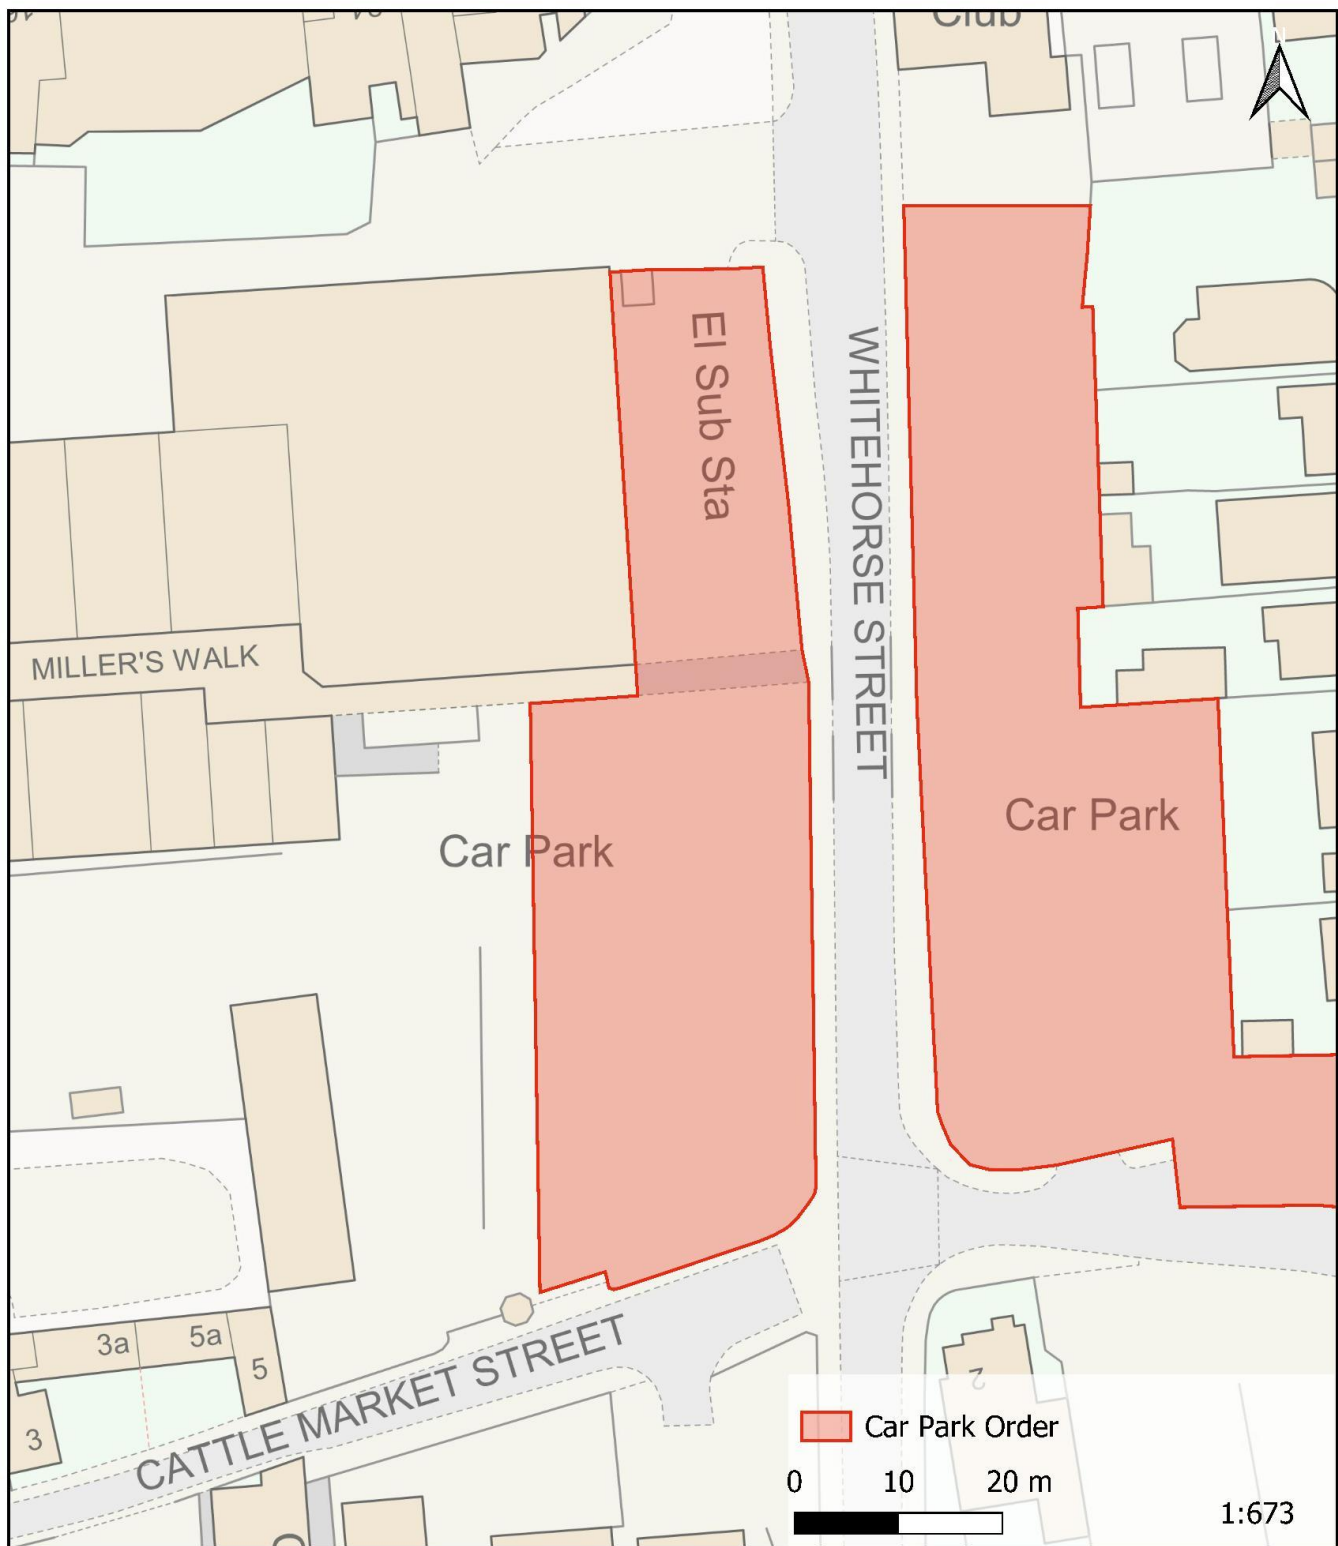 Club
N
El Sub Sta
WHITEHORSE STREET
MILLER'S WALK
Car Park
Car Park
3a
5a
5
3
CATTLE MARKET STREET
2
Car Park Order
0 10 20 m
1:673